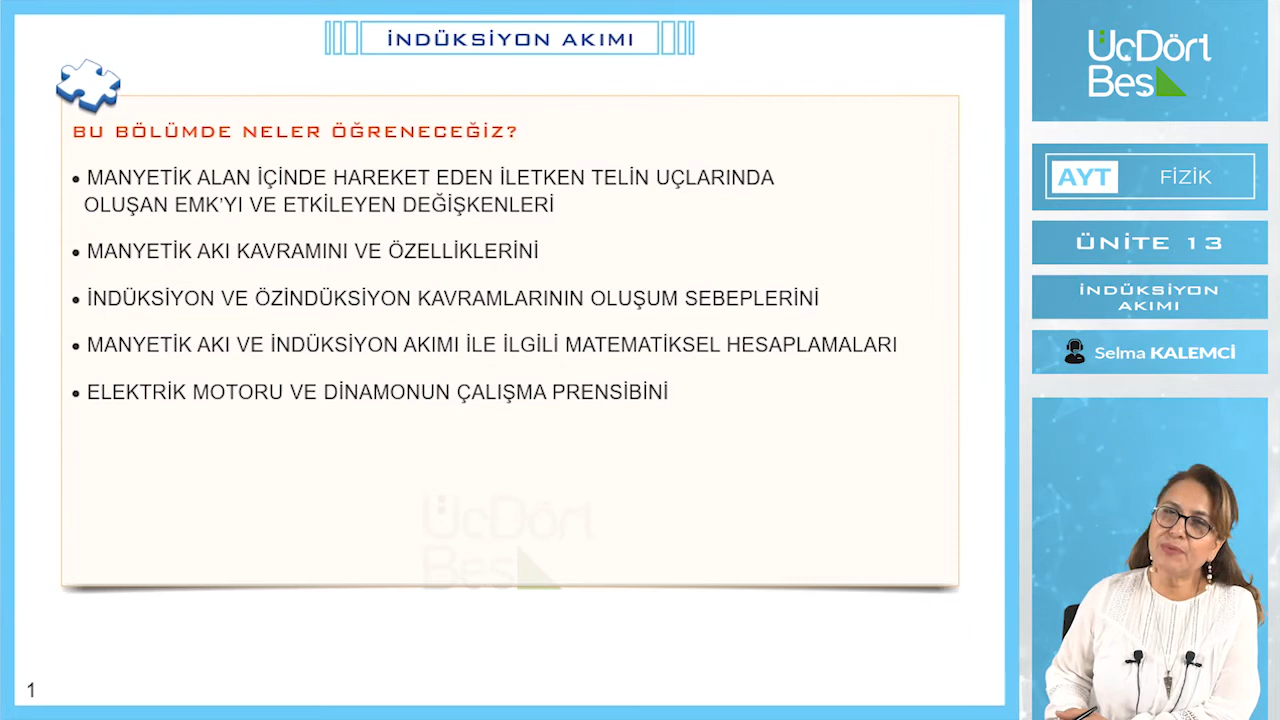 İNDÜKSİYON AKIMI
BU BÖLÜMDE NELER ÖĞRENECEĞİZ?
• MANYETİK ALAN İÇİNDE HAREKET EDEN İLETKEN TELİN UÇLARINDA
OLUŞAN EMK’YI VE ETKİLEYEN DEĞİŞKENLERİ
• MANYETİK AKI KAVRAMINI VE ÖZELLİKLERİNİ
• İNDÜKSİYON VE ÖZİNDÜKSİYON KAVRAMLARININ OLUŞUM SEBEPLERİNİ
• MANYETİK AKI VE İNDÜKSİYON AKIMI İLE İLGİLİ MATEMATİKSEL HESAPLAMALARI
• ELEKTRİK MOTORU VE DİNAMONUN ÇALIŞMA PRENSİBİNİ
ÜçDört
Beş
1
ÜçDört
Beş
AYT FİZİK
ÜNİTE 13
İNDÜKSİYON
AKIMI
Selma KALEMCİ